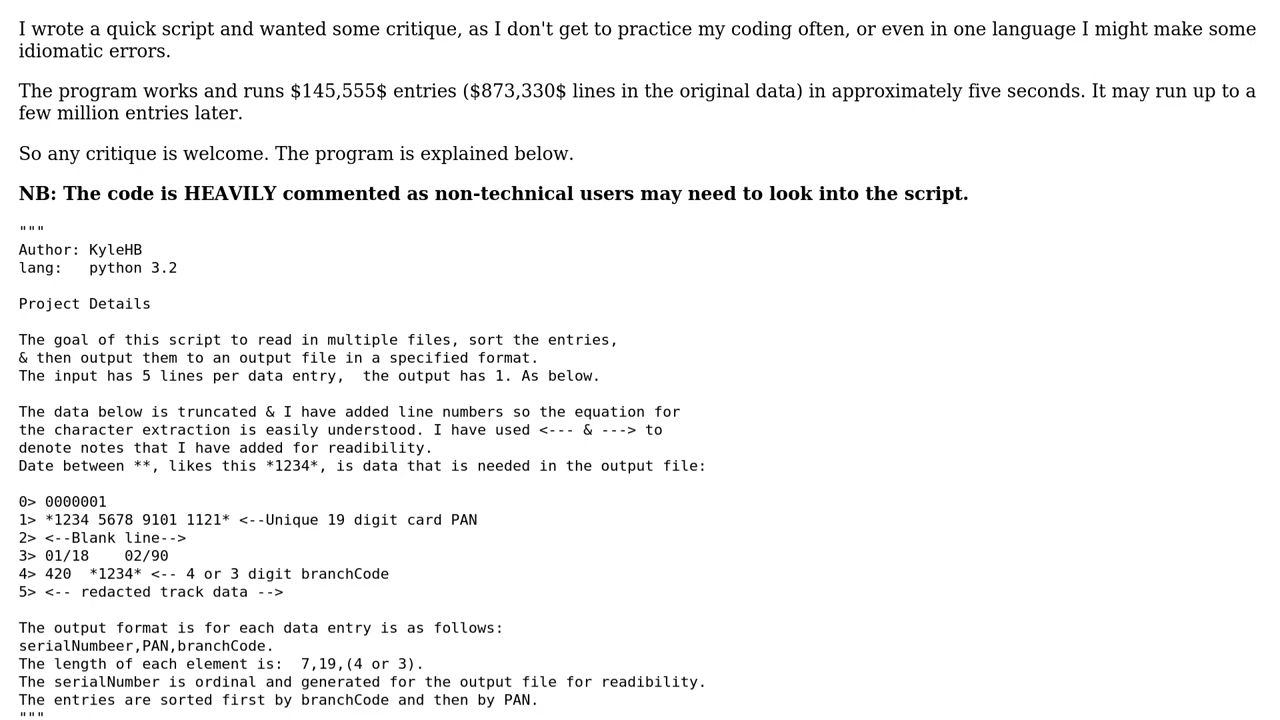 I wrote a quick script and wanted some critique, as I don't get to practice my coding often, or even in one language I might make some
idiomatic errors.
The program works and runs $145,555$ entries ($873,330$ lines in the original data) in approximately five seconds. It may run up to a
few million entries later.
So any critique is welcome. The program is explained below.
NB: The code is HEAVILY commented as non-technical users may need to look into the script.
"""
Author: KyleHB
lang:   python 3.2
Project Details
The goal of this script to read in multiple files, sort the entries,
& then output them to an output file in a specified format.
The input has 5 lines per data entry,  the output has 1. As below.
The data below is truncated & I have added line numbers so the equation for
the character extraction is easily understood. I have used <--- & ---> to
denote notes that I have added for readibility.
Date between **, likes this *1234*, is data that is needed in the output file:
0> 0000001
1> *1234 5678 9101 1121* <--Unique 19 digit card PAN
2> <--Blank line-->
3> 01/18    02/90
4> 420  *1234* <-- 4 or 3 digit branchCode
5> <-- redacted track data -->
The output format is for each data entry is as follows:
serialNumbeer,PAN,branchCode.
The length of each element is:  7,19,(4 or 3).
The serialNumber is ordinal and generated for the output file for readibility.
The entries are sorted first by branchCode and then by PAN.
"""